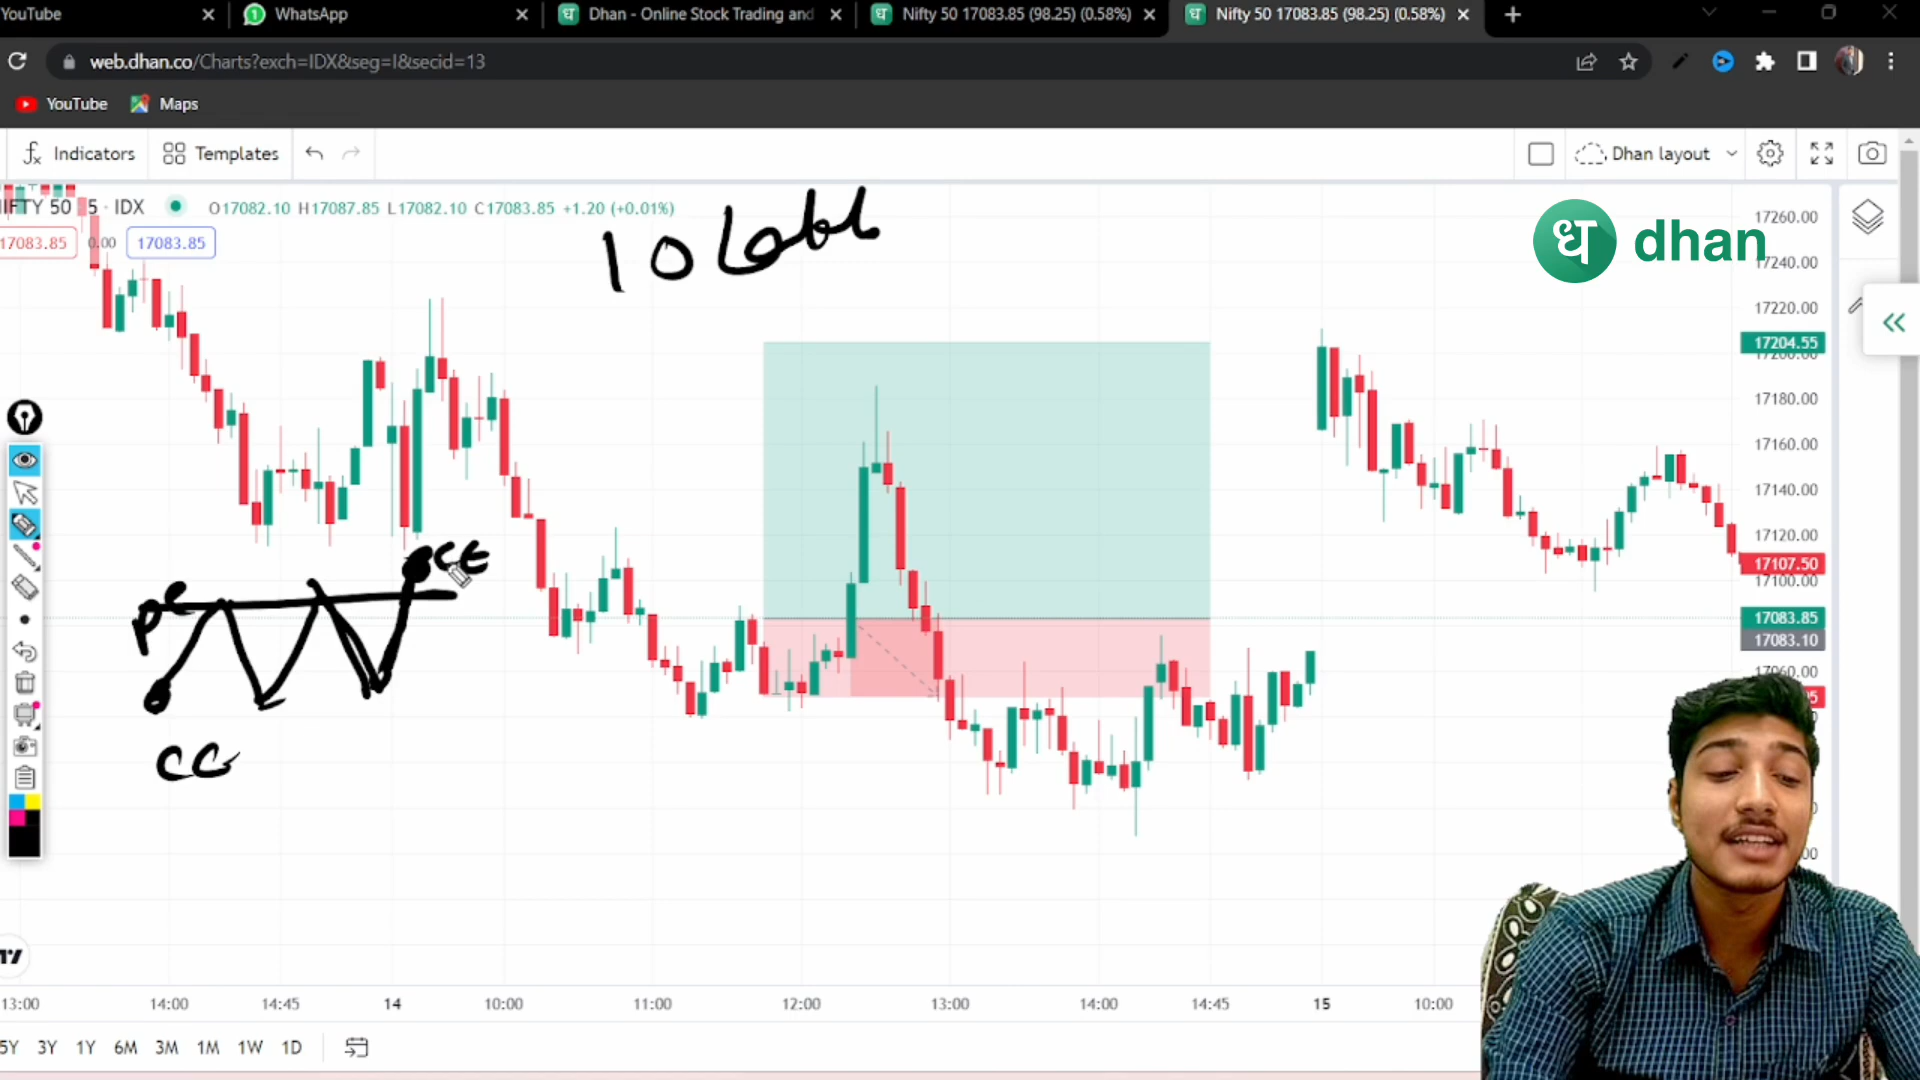 YouTube
WhatsApp
Dhan - Online Stock Trading and
Nifty 50 17083.85 (98.25) (0.58%)
Nifty 50 17083.85 (98.25) (0.58%)
web.dhan.co/Charts?exch=IDX&seg=I&secid=13
YouTube
Maps
Indicators
Templates
Dhan layout
NIFTY 50 · 5 · IDX
O17082.10 H17087.85 L17082.10 C17083.85 +1.20 (+0.01%)
17083.85
0.00
17083.85
ध dhan
17260.00
17240.00
17220.00
17204.55
17200.00
17180.00
17160.00
17140.00
17120.00
17107.50
17100.00
17083.85
17083.10
17060.00
PE
CE
13:00
14:00
14:45
14
10:00
11:00
12:00
13:00
14:00
14:45
15
10:00
5Y
3Y
1Y
6M
3M
1M
1W
1D